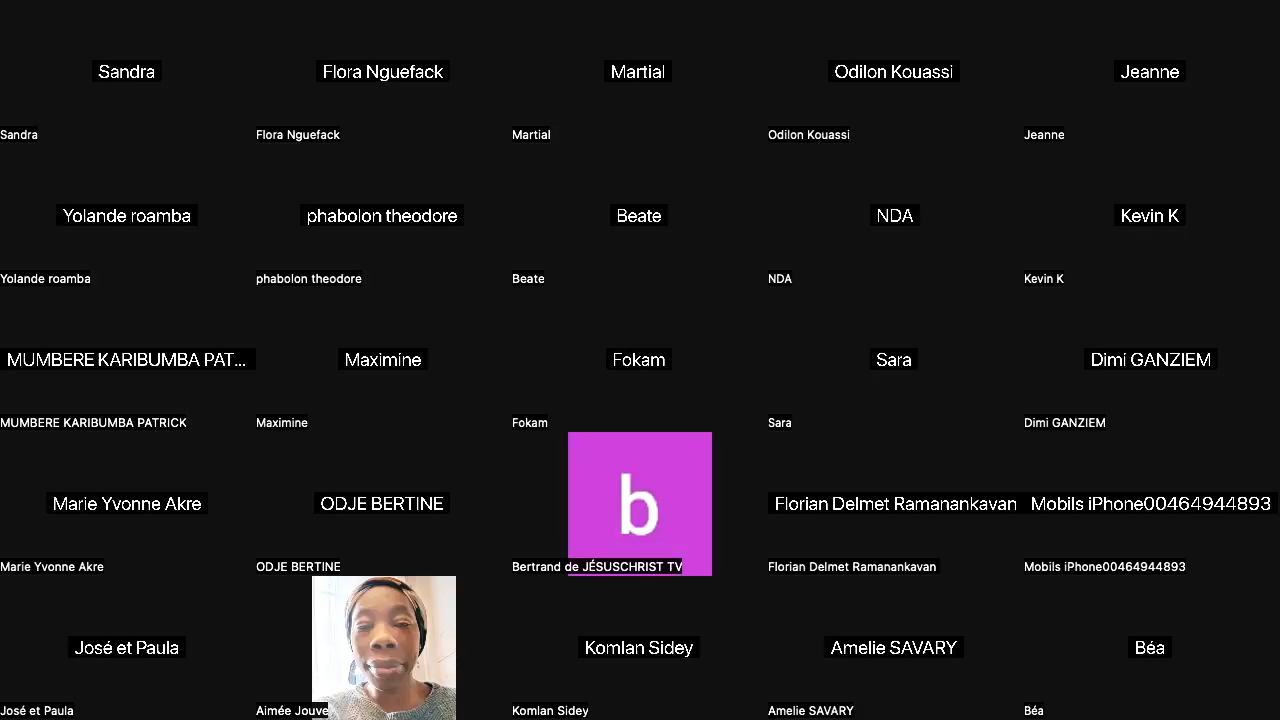 Sandra
Flora Nguefack
Martial
Odilon Kouassi
Jeanne
Sandra
Flora Nguefack
Martial
Odilon Kouassi
Jeanne
Yolande roamba
phabolon theodore
Beate
NDA
Kevin K
Yolande roamba
phabolon theodore
Beate
NDA
Kevin K
MUMBERE KARIBUMBA PAT...
Maximine
Fokam
Sara
Dimi GANZIEM
MUMBERE KARIBUMBA PATRICK
Maximine
Fokam
Sara
Dimi GANZIEM
Marie Yvonne Akre
ODJE BERTINE
b
Florian Delmet Ramanankavan
Mobils iPhone00464944893
Marie Yvonne Akre
ODJE BERTINE
Bertrand de JÉSUSCHRIST TV
Florian Delmet Ramanankavan
Mobils iPhone00464944893
José et Paula
Komlan Sidey
Amelie SAVARY
Béa
José et Paula
Aimée Jouve
Komlan Sidey
Amelie SAVARY
Béa